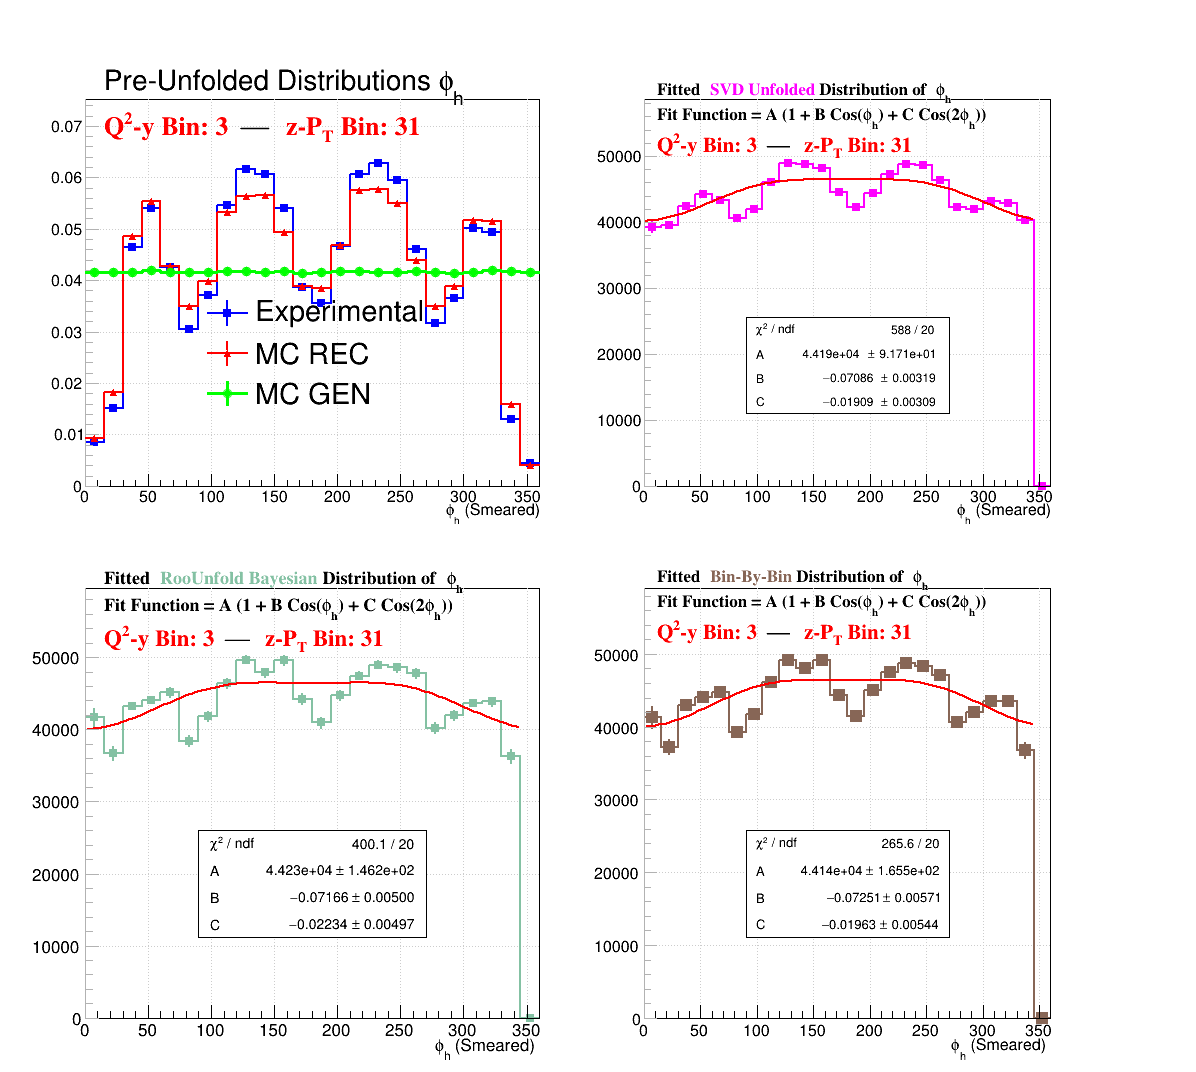 Pre-Unfolded Distributions ϕh
Q²-y Bin: 3 — z-PT Bin: 31
0.07
0.06
0.05
0.04
0.03
0.02
0.01
0
Experimental
MC REC
MC GEN
0 50 100 150 200 250 300 350
ϕh (Smeared)
Fitted SVD Unfolded Distribution of ϕh
Fit Function = A (1 + B Cos(ϕh) + C Cos(2ϕh))
Q²-y Bin: 3 — z-PT Bin: 31
50000
40000
30000
20000
10000
0
χ² / ndf 588 / 20
A 4.419e+04 ± 9.171e+01
B −0.07086 ± 0.00319
C −0.01909 ± 0.00309
0 50 100 150 200 250 300 350
ϕh (Smeared)
Fitted RooUnfold Bayesian Distribution of ϕh
Fit Function = A (1 + B Cos(ϕh) + C Cos(2ϕh))
Q²-y Bin: 3 — z-PT Bin: 31
50000
40000
30000
20000
10000
0
χ² / ndf 400.1 / 20
A 4.423e+04 ± 1.462e+02
B −0.07166 ± 0.00500
C −0.02234 ± 0.00497
0 50 100 150 200 250 300 350
ϕh (Smeared)
Fitted Bin-By-Bin Distribution of ϕh
Fit Function = A (1 + B Cos(ϕh) + C Cos(2ϕh))
Q²-y Bin: 3 — z-PT Bin: 31
50000
40000
30000
20000
10000
0
χ² / ndf 265.6 / 20
A 4.414e+04 ± 1.655e+02
B −0.07251 ± 0.00571
C −0.01963 ± 0.00544
0 50 100 150 200 250 300 350
ϕh (Smeared)